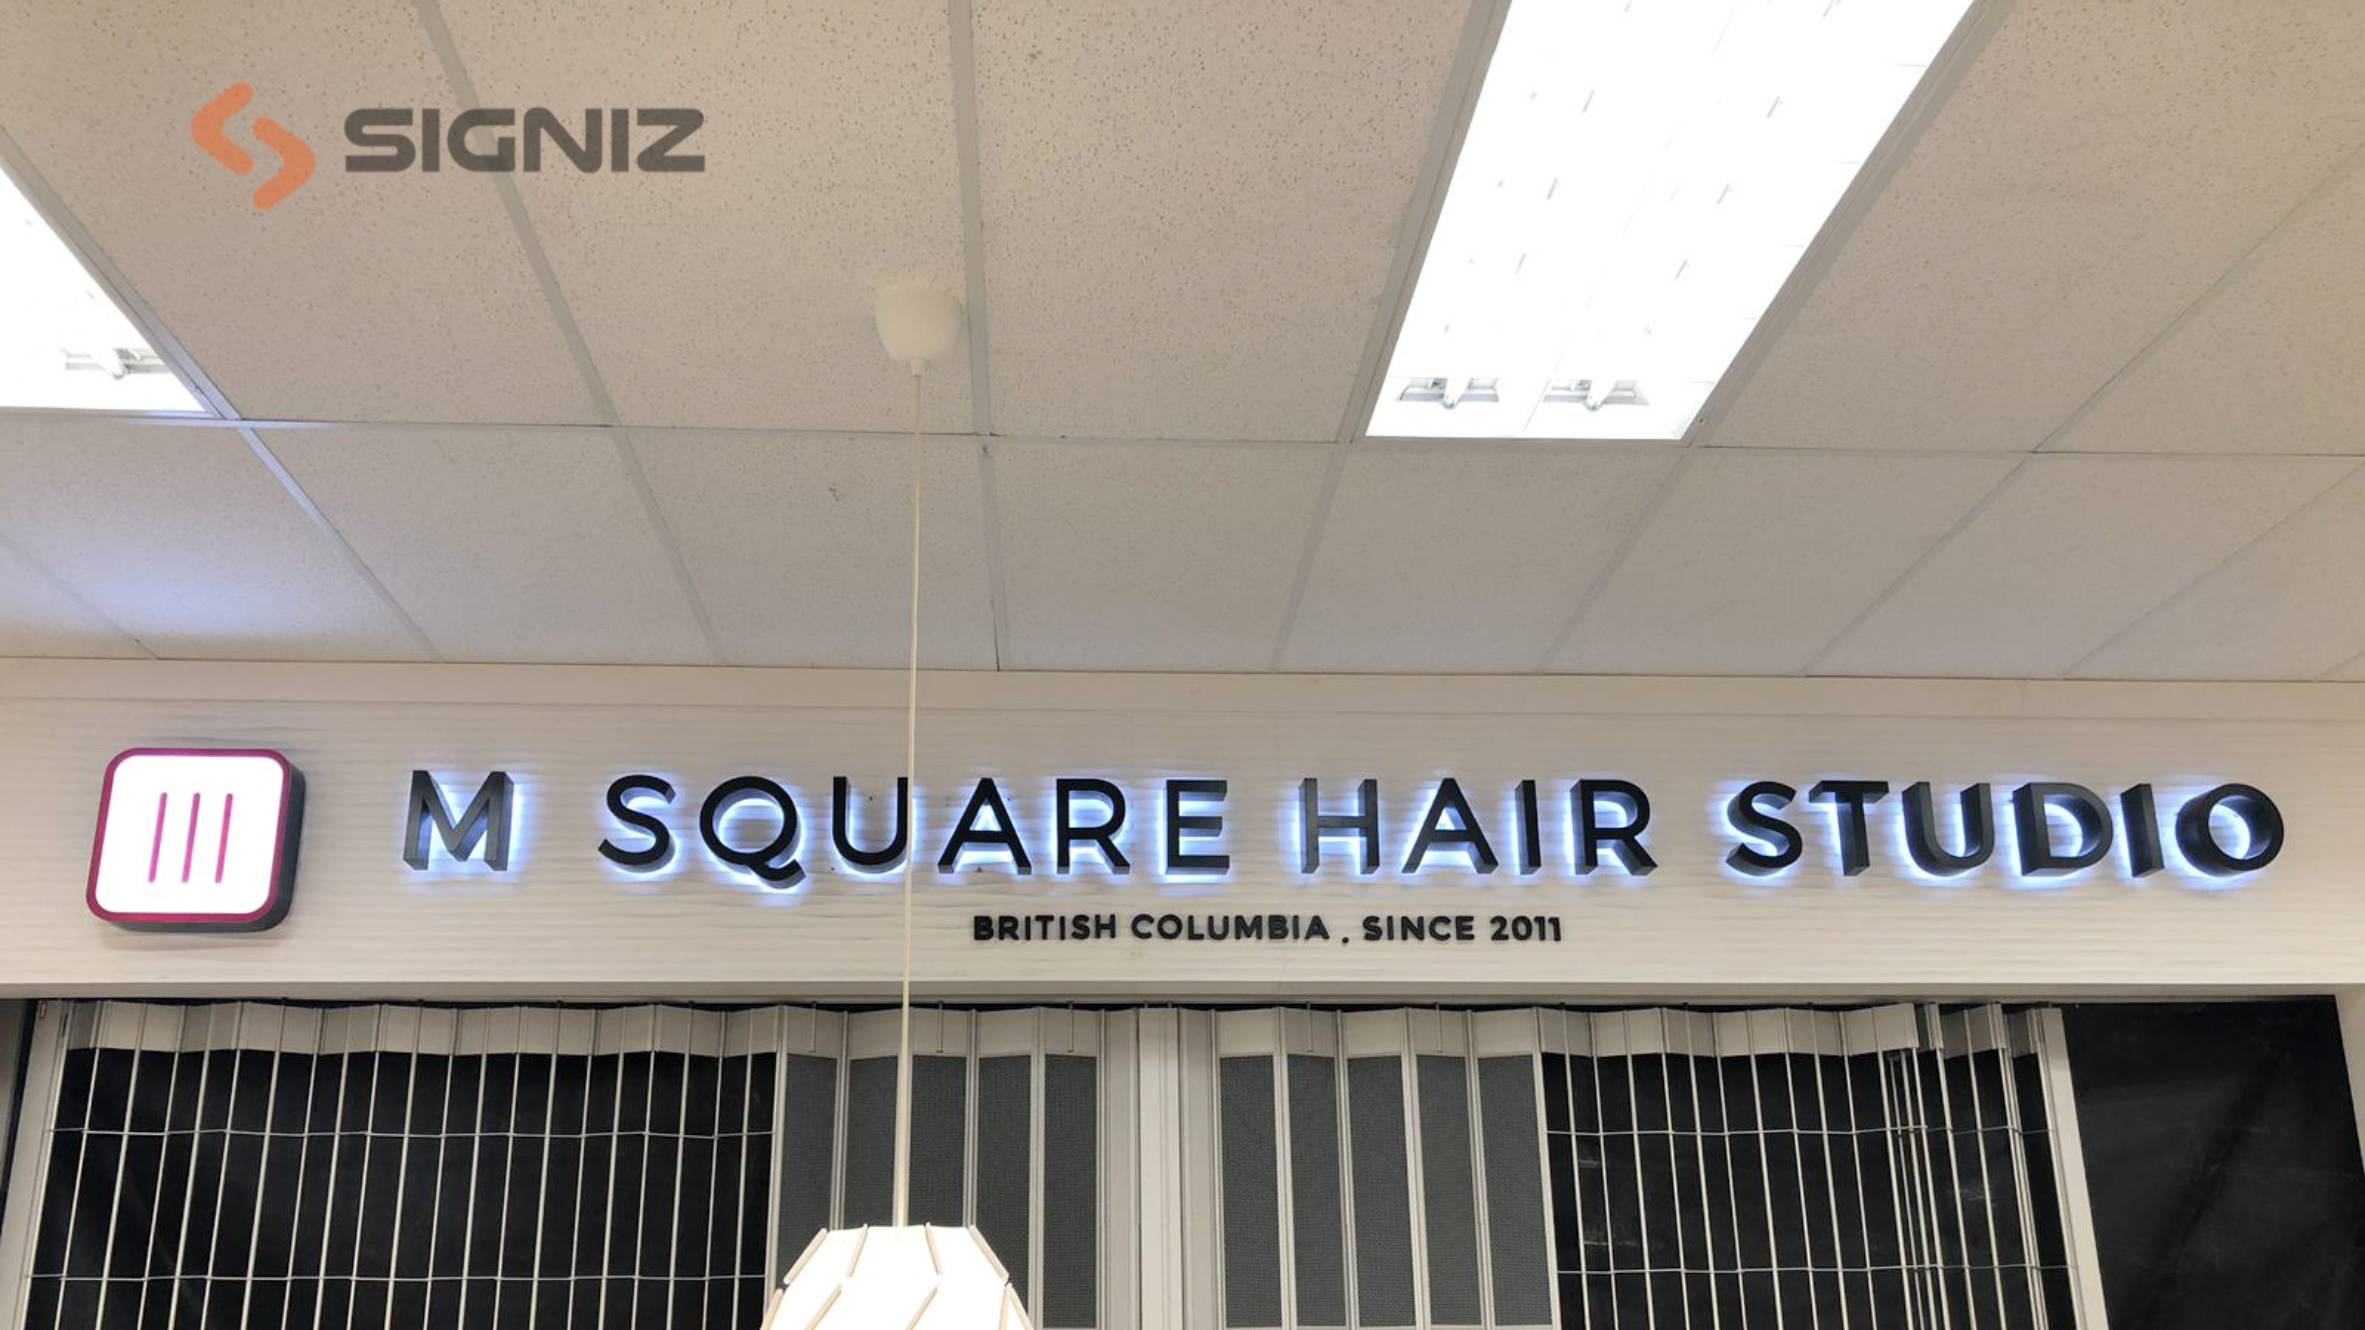 SIGNIZ
M SQUARE HAIR STUDIO
BRITISH COLUMBIA . SINCE 2011